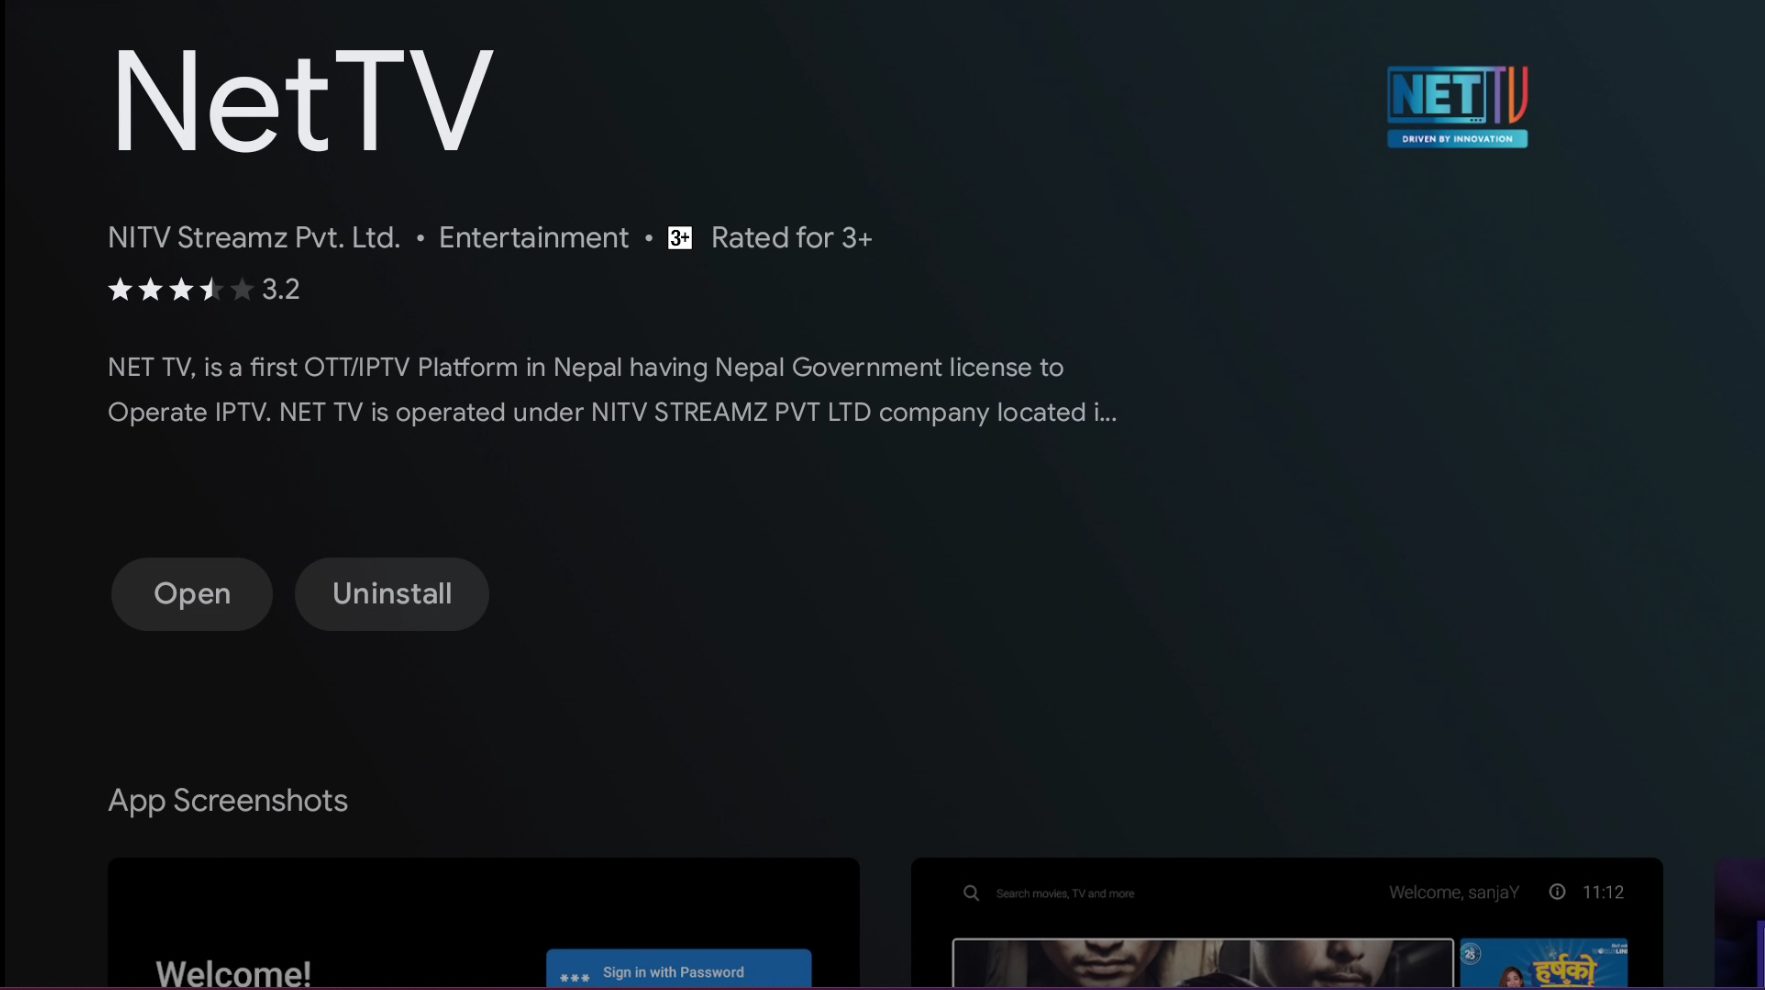 NetTV
NET TV
DRIVEN BY INNOVATION
NITV Streamz Pvt. Ltd. • Entertainment • 3+ Rated for 3+
3.2
NET TV, is a first OTT/IPTV Platform in Nepal having Nepal Government license to
Operate IPTV. NET TV is operated under NITV STREAMZ PVT LTD company located i...
Open
Uninstall
App Screenshots
Welcome!
*** Sign in with Password
Search movies, TV and more
Welcome, sanjaY
11:12
25
हर्षको